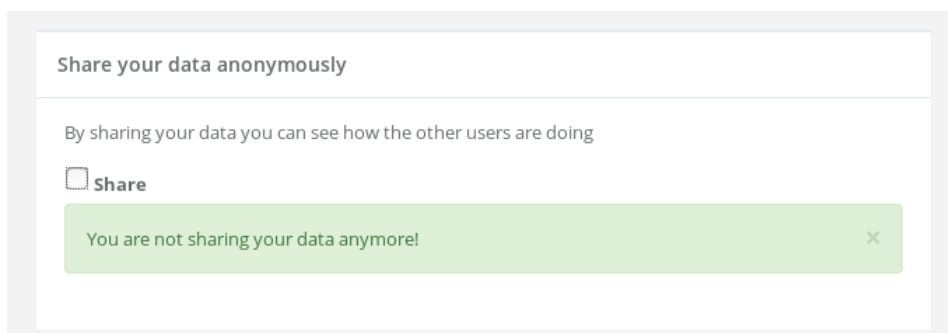 Share your data anonymously
By sharing your data you can see how the other users are doing
Share
You are not sharing your data anymore! ×